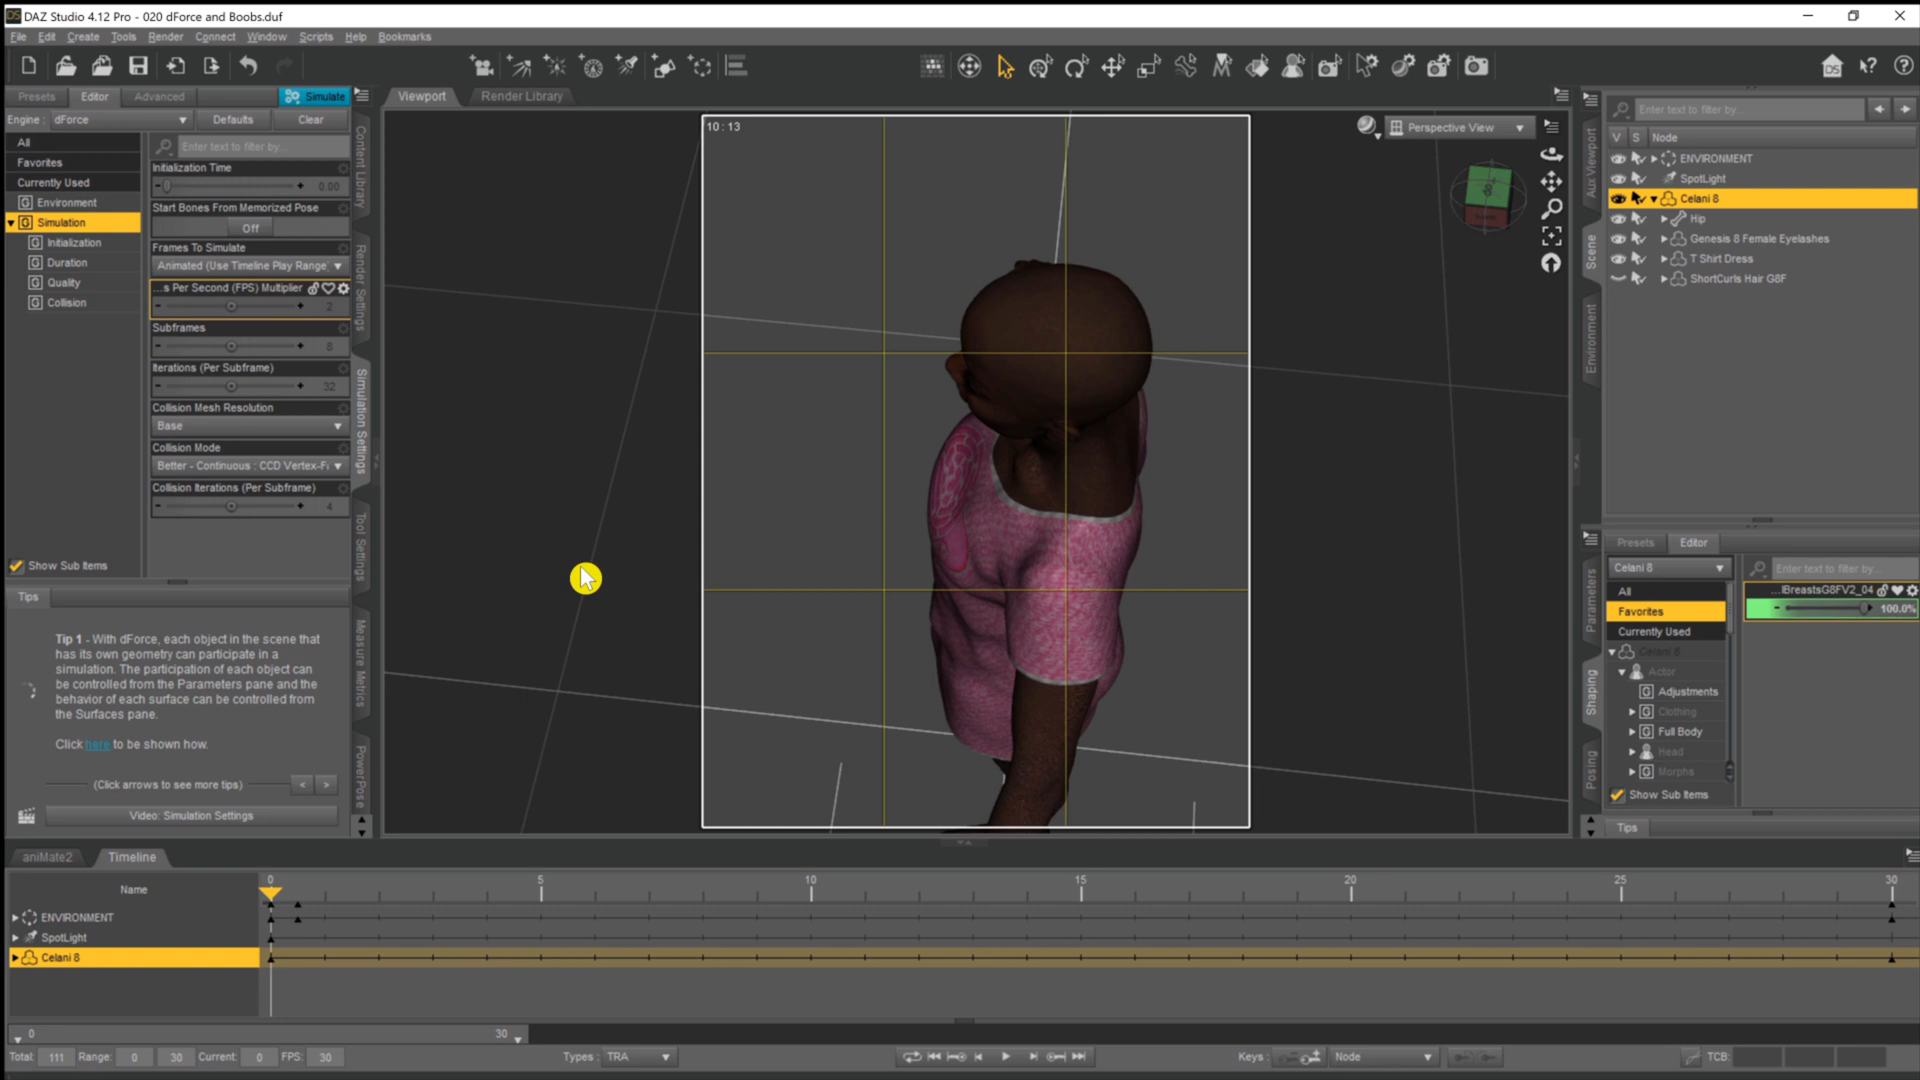 DAZ Studio 4.12 Pro - 020 dForce and Boobs.duf
File Edit Create Tools Render Connect Window Scripts Help Bookmarks
Presets Editor Advanced Simulate
Engine : dForce Defaults Clear
All
Favorites
Currently Used
Environment
Simulation
Initialization
Duration
Quality
Collision
Show Sub Items
Enter text to filter by...
Initialization Time
0.00
Start Bones From Memorized Pose
Off
Frames To Simulate
Animated (Use Timeline Play Range)
...s Per Second (FPS) Multiplier
2
Subframes
8
Iterations (Per Subframe)
32
Collision Mesh Resolution
Base
Collision Mode
Better - Continuous : CCD Vertex-F
Collision Iterations (Per Subframe)
4
Tips
Tip 1 - With dForce, each object in the scene that
has its own geometry can participate in a
simulation. The participation of each object can
be controlled from the Parameters pane and the
behavior of each surface can be controlled from
the Surfaces pane.
Click here to be shown how.
(Click arrows to see more tips) < >
Video: Simulation Settings
Content Library
Render Settings
Simulation Settings
Tool Settings
Measure Metrics
PowerPose
Viewport Render Library
10 : 13
Perspective View
Aux Viewport
Scene
Environment
Enter text to filter by...
V S Node
ENVIRONMENT
SpotLight
Celani 8
Hip
Genesis 8 Female Eyelashes
T Shirt Dress
ShortCurls Hair G8F
Parameters
Shaping
Posing
Presets Editor
Celani 8
Enter text to filter by...
All
Favorites
Currently Used
Celani 8
Actor
Adjustments
Clothing
Full Body
Head
Morphs
Show Sub Items
...lBreastsG8FV2_04
100.0%
Tips
aniMate2 Timeline
Name
0 5 10 15 20 25 30
ENVIRONMENT
SpotLight
Celani 8
0 30
Total: 111 Range: 0 30 Current: 0 FPS: 30 Types : TRA Keys : Node TCB: